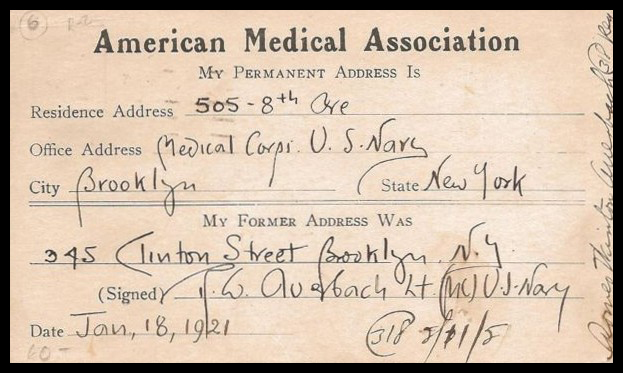 6
American Medical Association
My Permanent Address Is
Residence Address 505-8th Ave
Office Address Medical Corps. U.S. Navy
City Brooklyn State New York
My Former Address Was
345 Clinton Street Brooklyn. N.Y.
(Signed) J.W. Auerbach Lt. (MC) U.S. Navy
Date Jan, 18, 1921
318